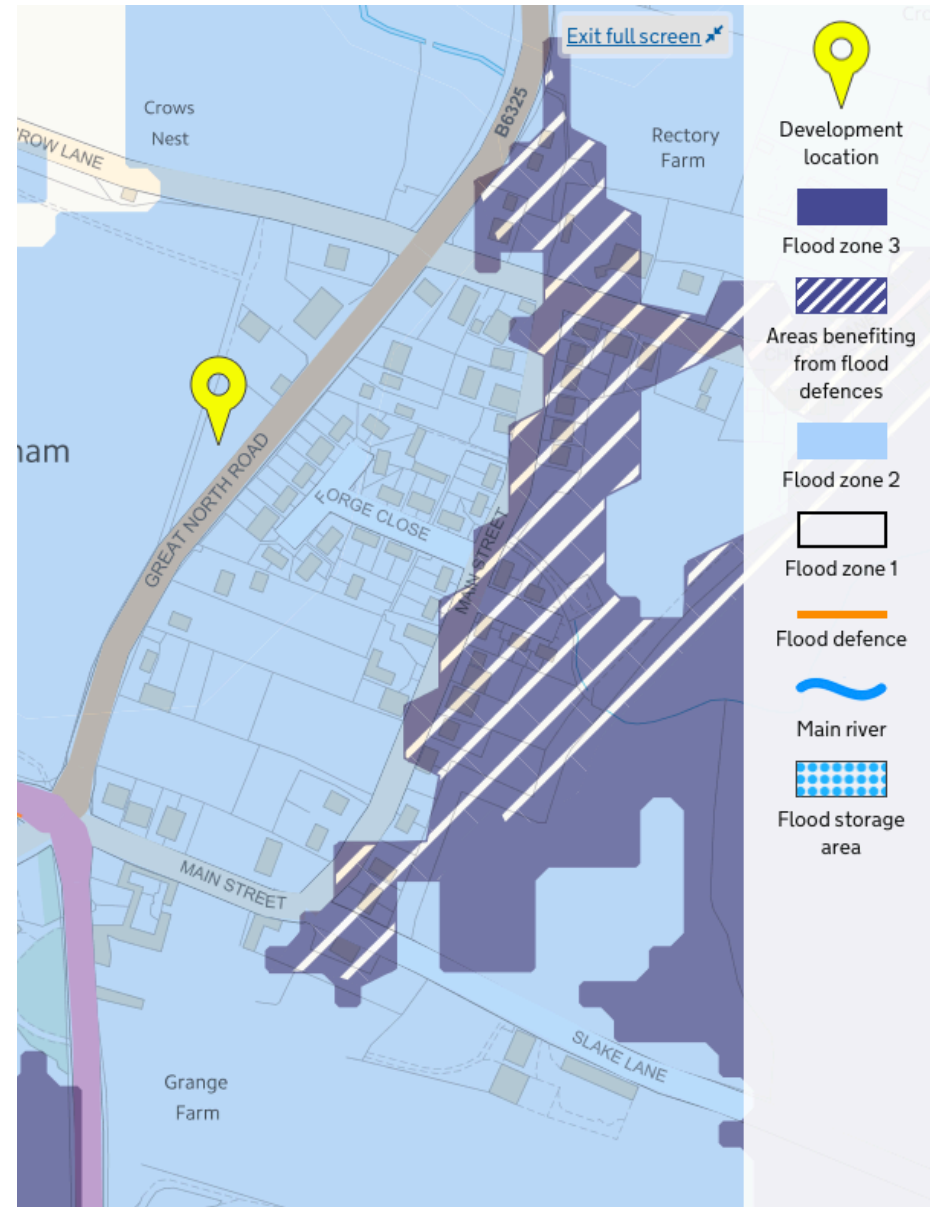 Exit full screen
Crows
Nest
B6325
Rectory
Farm
ROW LANE
Development
location
Flood zone 3
Areas benefiting
from flood
defences
Flood zone 2
Flood zone 1
Flood defence
Main river
Flood storage
area
ham
GREAT NORTH ROAD
FORGE CLOSE
MAIN STREET
MAIN STREET
SLAKE LANE
Grange
Farm